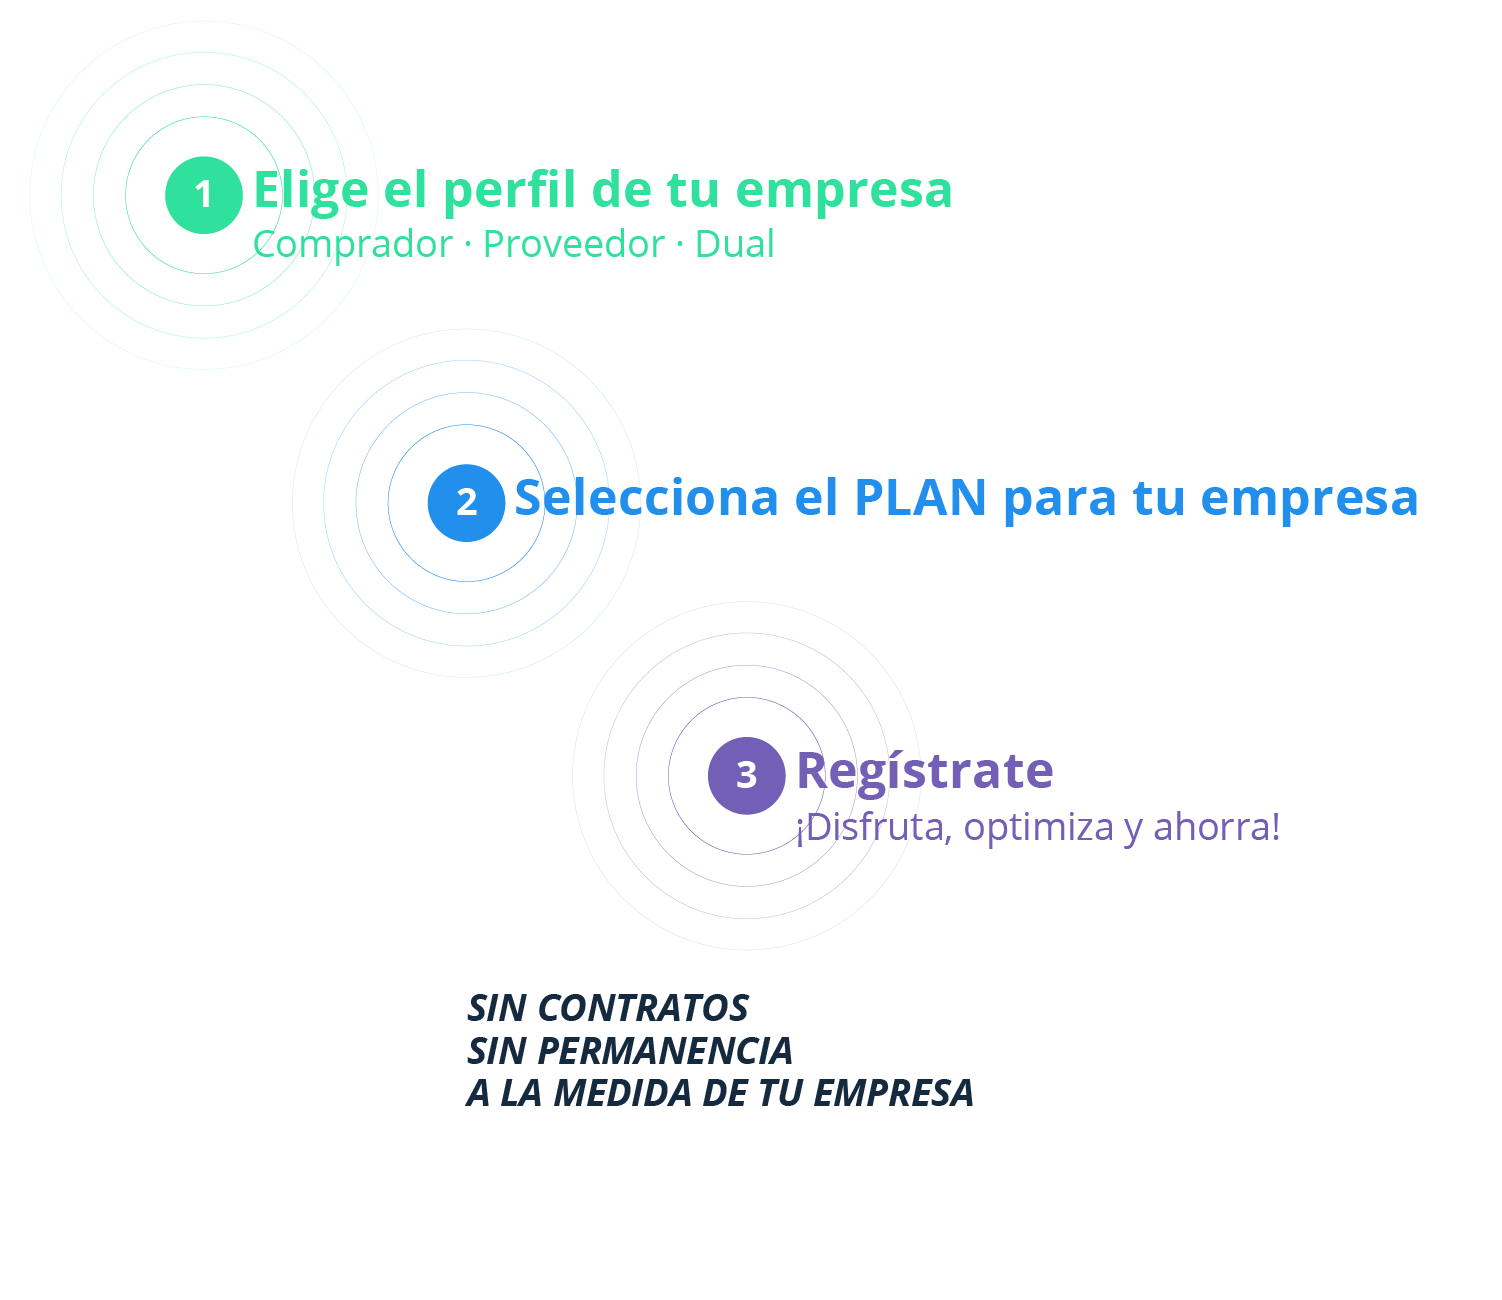 1 Elige el perfil de tu empresa
Comprador · Proveedor · Dual
2 Selecciona el PLAN para tu empresa
3 Regístrate
¡Disfruta, optimiza y ahorra!
SIN CONTRATOS
SIN PERMANENCIA
A LA MEDIDA DE TU EMPRESA